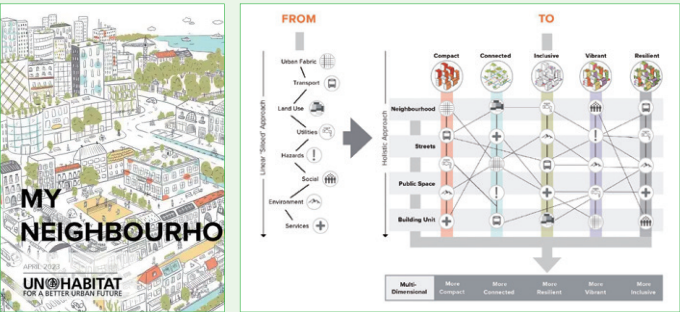 MY
NEIGHBOURHO
APRIL 2023
UN HABITAT
FOR A BETTER URBAN FUTURE
FROM
Linear 'Siloed' Approach
Urban Fabric
Transport
Land Use
Utilities
Hazards
Social
Environment
Services
TO
Holistic Approach
Compact Connected Inclusive Vibrant Resilient
Neighbourhood
Streets
Public Space
Building Unit
Multi-Dimensional
More Compact
More Connected
More Resilient
More Vibrant
More Inclusive